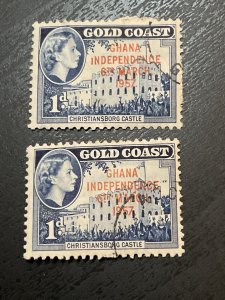 GOLD COAST
GHANA
INDEPENDENCE
6TH MARCH
1957
1D
CHRISTIANSBORG CASTLE
GOLD COAST
GHANA
INDEPENDENCE
6TH MARCH
1957
1D
CHRISTIANSBORG CASTLE